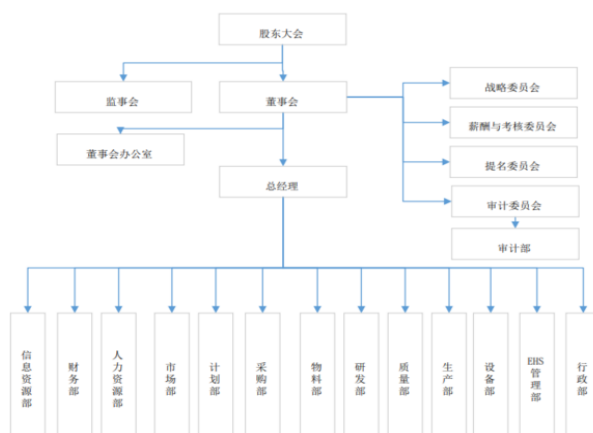 股东大会
监事会
董事会
战略委员会
薪酬与考核委员会
董事会办公室
提名委员会
总经理
审计委员会
审计部
信息资源部
财务部
人力资源部
市场部
计划部
采购部
物料部
研发部
质量部
生产部
设备部
EHS管理部
行政部